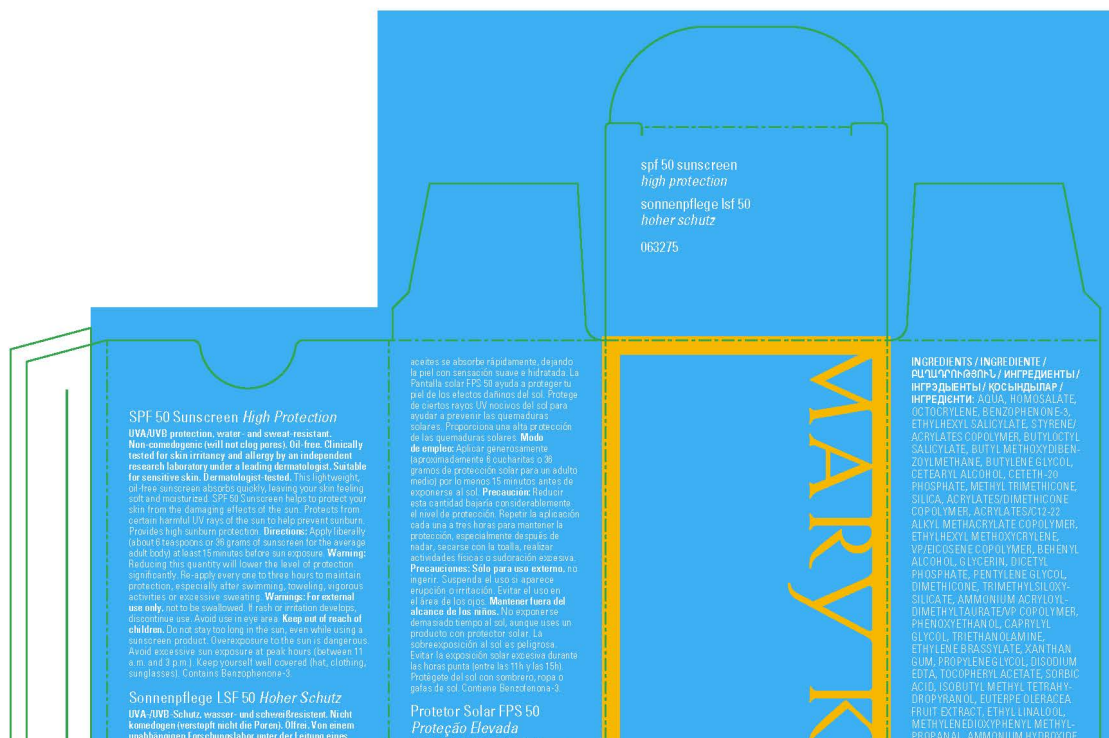 spf 50 sunscreen
high protection
sonnenpflege lsf 50
hoher schutz
063275
SPF 50 Sunscreen High Protection
UVA/UVB protection, water- and sweat-resistant.
Non-comedogenic (will not clog pores). Oil-free. Clinically
tested for skin irritancy and allergy by an independent
research laboratory under a leading dermatologist. Suitable
for sensitive skin. Dermatologist-tested. This lightweight,
oil-free sunscreen absorbs quickly, leaving your skin feeling
soft and moisturized. SPF 50 Sunscreen helps to protect your
skin from the damaging effects of the sun. Protects from
certain harmful UV rays of the sun to help prevent sunburn.
Provides high sunburn protection. Directions: Apply liberally
(about 6 teaspoons or 36 grams of sunscreen for the average
adult body) at least 15 minutes before sun exposure. Warning:
Reducing this quantity will lower the level of protection
significantly. Re-apply every one to three hours to maintain
protection, especially after swimming, toweling, vigorous
activities or excessive sweating. Warnings: For external
use only, not to be swallowed. If rash or irritation develops,
discontinue use. Avoid use in eye area. Keep out of reach of
children. Do not stay too long in the sun, even while using a
sunscreen product. Overexposure to the sun is dangerous.
Avoid excessive sun exposure at peak hours (between 11
a.m. and 3 p.m.). Keep yourself well covered (hat, clothing,
sunglasses). Contains Benzophenone-3.
Sonnenpflege LSF 50 Hoher Schutz
UVA-/UVB-Schutz, wasser- und schweißresistent. Nicht
komedogen (verstopft nicht die Poren). Ölfrei. Von einem
unabhängigen Forschungslabor unter der Leitung eines
aceites se absorbe rápidamente, dejando
la piel con sensación suave e hidratada. La
Pantalla solar FPS 50 ayuda a proteger tu
piel de los efectos dañinos del sol. Protege
de ciertos rayos UV nocivos del sol para
ayudar a prevenir las quemaduras
solares. Proporciona una alta protección
de las quemaduras solares. Modo
de empleo: Aplicar generosamente
(aproximadamente 6 cucharitas o 36
gramos de protección solar para un adulto
medio) por lo menos 15 minutos antes de
exponerse al sol. Precaución: Reducir
esta cantidad bajaría considerablemente
el nivel de protección. Repetir la aplicación
cada una a tres horas para mantener la
protección, especialmente después de
nadar, secarse con la toalla, realizar
actividades físicas o sudoración excesiva.
Precauciones: Sólo para uso externo, no
ingerir. Suspenda el uso si aparece
erupción o irritación. Evitar el uso en
el área de los ojos. Mantener fuera del
alcance de los niños. No exponerse
demasiado tiempo al sol, aunque uses un
producto con protector solar. La
sobreexposición al sol es peligrosa.
Evitar la exposición solar excesiva durante
las horas punta (entre las 11h y las 15h).
Protégete del sol con sombrero, ropa o
gafas de sol. Contiene Benzofenona-3.
Protetor Solar FPS 50
Proteção Elevada
MARY K
INGREDIENTS / INGREDIENTE /
ԲԱՂԱԴՐՈՒԹՅՈՒՆ / ИНГРЕДИЕНТЫ /
ІНГРЭДЫЕНТЫ / ҚОСЫНДЫЛАР /
ІНГРЕДІЄНТИ: AQUA, HOMOSALATE,
OCTOCRYLENE, BENZOPHENONE-3,
ETHYLHEXYL SALICYLATE, STYRENE/
ACRYLATES COPOLYMER, BUTYLOCTYL
SALICYLATE, BUTYL METHOXYDIBEN-
ZOYLMETHANE, BUTYLENE GLYCOL,
CETEARYL ALCOHOL, CETETH-20
PHOSPHATE, METHYL TRIMETHICONE,
SILICA, ACRYLATES/DIMETHICONE
COPOLYMER, ACRYLATES/C12-22
ALKYL METHACRYLATE COPOLYMER,
ETHYLHEXYL METHOXYCRYLENE,
VP/EICOSENE COPOLYMER, BEHENYL
ALCOHOL, GLYCERIN, DICETYL
PHOSPHATE, PENTYLENE GLYCOL,
DIMETHICONE, TRIMETHYLSILOXY-
SILICATE, AMMONIUM ACRYLOYL-
DIMETHYLTAURATE/VP COPOLYMER,
PHENOXYETHANOL, CAPRYLYL
GLYCOL, TRIETHANOLAMINE,
ETHYLENE BRASSYLATE, XANTHAN
GUM, PROPYLENE GLYCOL, DISODIUM
EDTA, TOCOPHERYL ACETATE, SORBIC
ACID, ISOBUTYL METHYL TETRAHY-
DROPYRANOL, EUTERPE OLERACEA
FRUIT EXTRACT, ETHYL LINALOOL,
METHYLENEDIOXYPHENYL METHYL-
PROPANAL, AMMONIUM HYDROXIDE